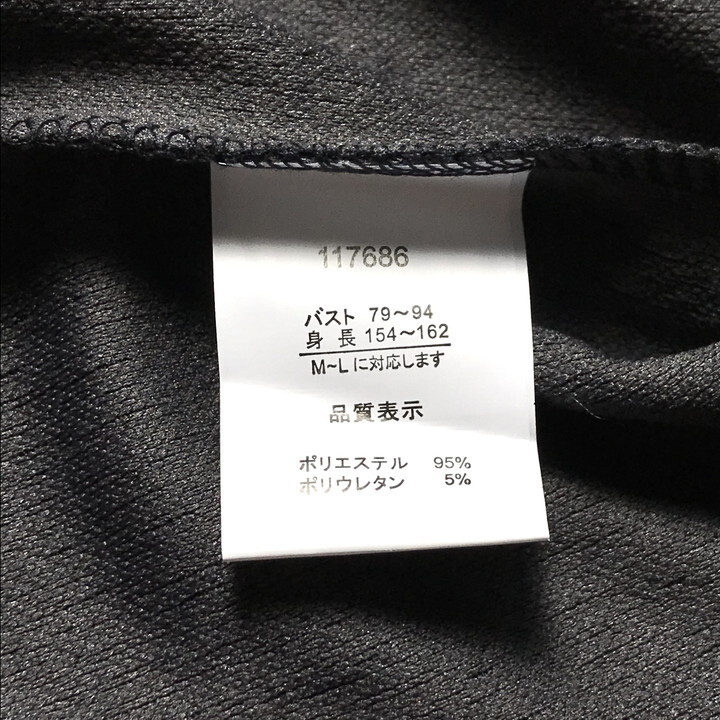 117686
バスト 79〜94
身 長 154〜162
M~Lに対応します
品質表示
ポリエステル 95%
ポリウレタン 5%